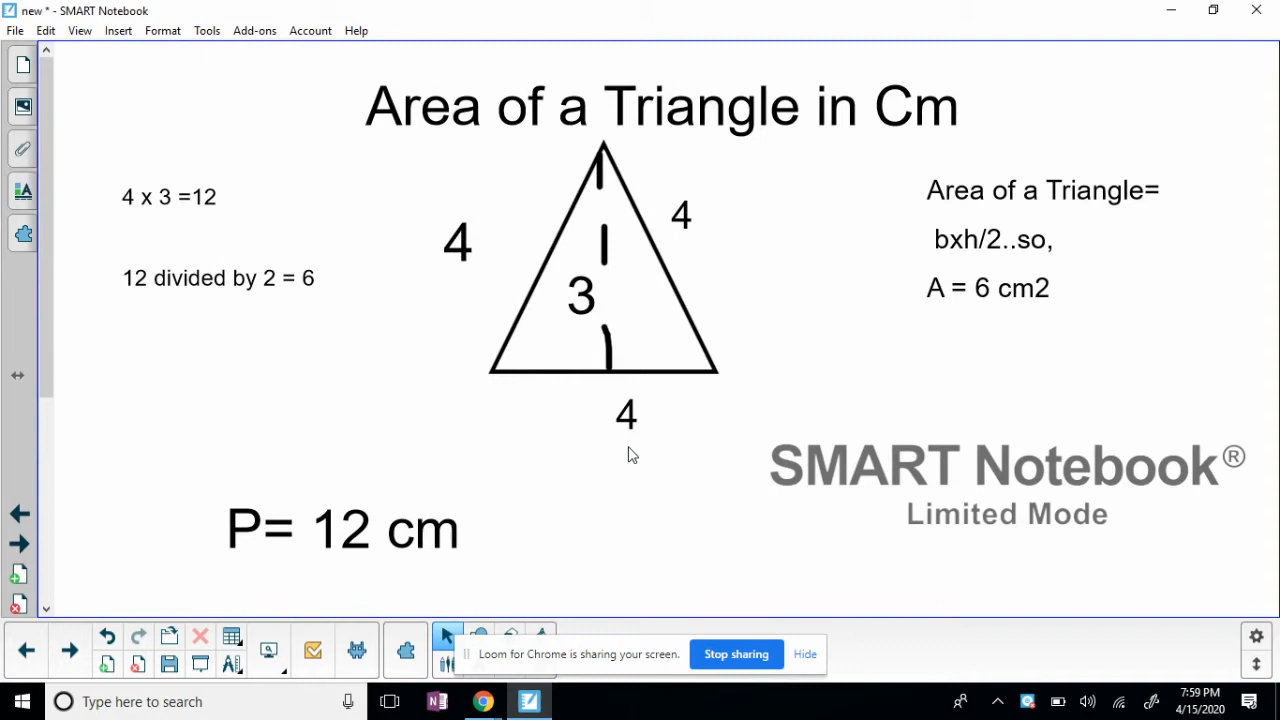 new * - SMART Notebook
File Edit View Insert Format Tools Add-ons Account Help
Area of a Triangle in Cm
4 x 3 =12
12 divided by 2 = 6
4
4
3
4
Area of a Triangle=
bxh/2..so,
A = 6 cm2
P= 12 cm
SMART Notebook®
Limited Mode
Loom for Chrome is sharing your screen. Stop sharing Hide
Type here to search
7:59 PM
4/15/2020